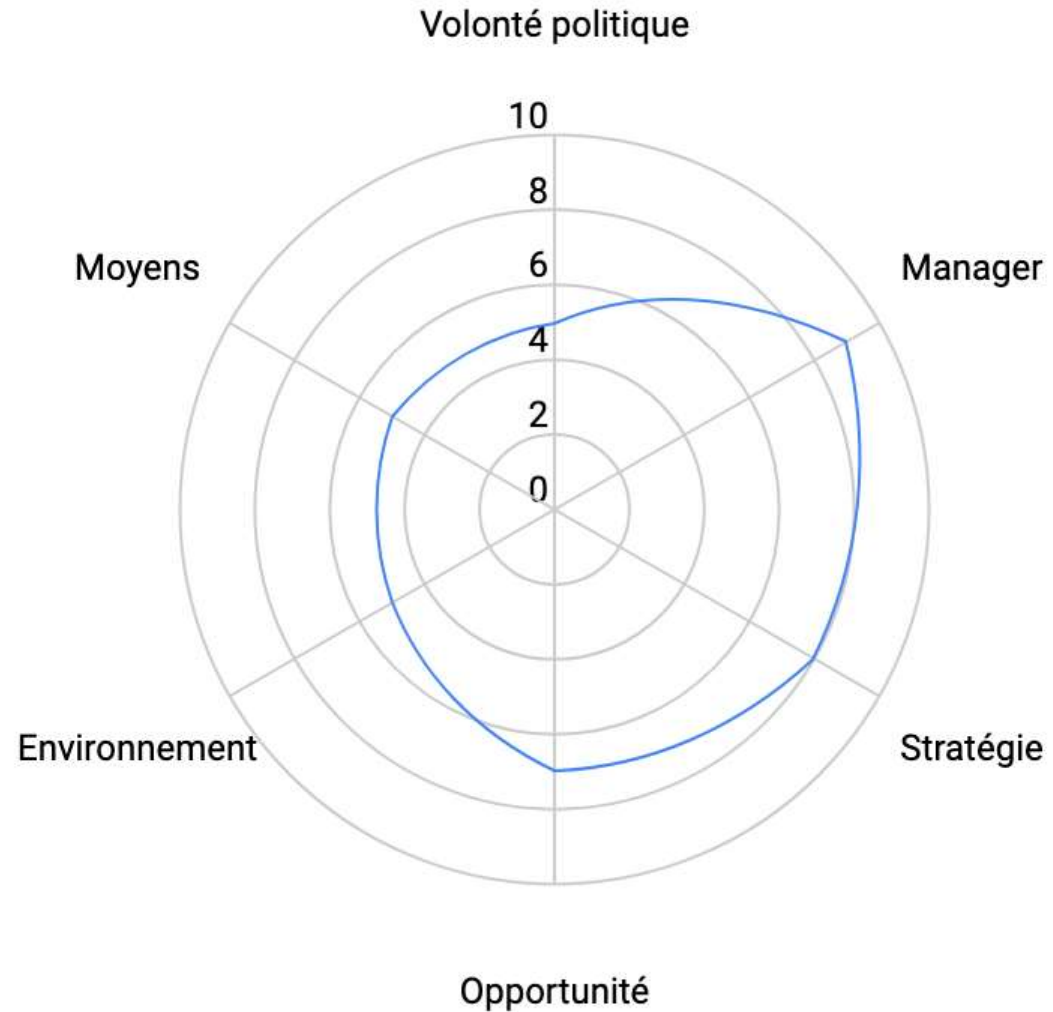 Volonté politique
10
8
6
4
2
0
Moyens
Manager
Environnement
Stratégie
Opportunité